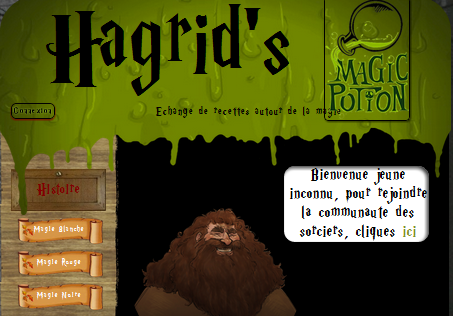 Hagrid's
MAGIC
POTION
Connexion
Echange de recettes autour de la magie
Histoire
Magie Blanche
Magie Rouge
Magie Noire
Bienvenue jeune
inconnu, pour rejoindre
la communaute des
sorciers, cliques ici